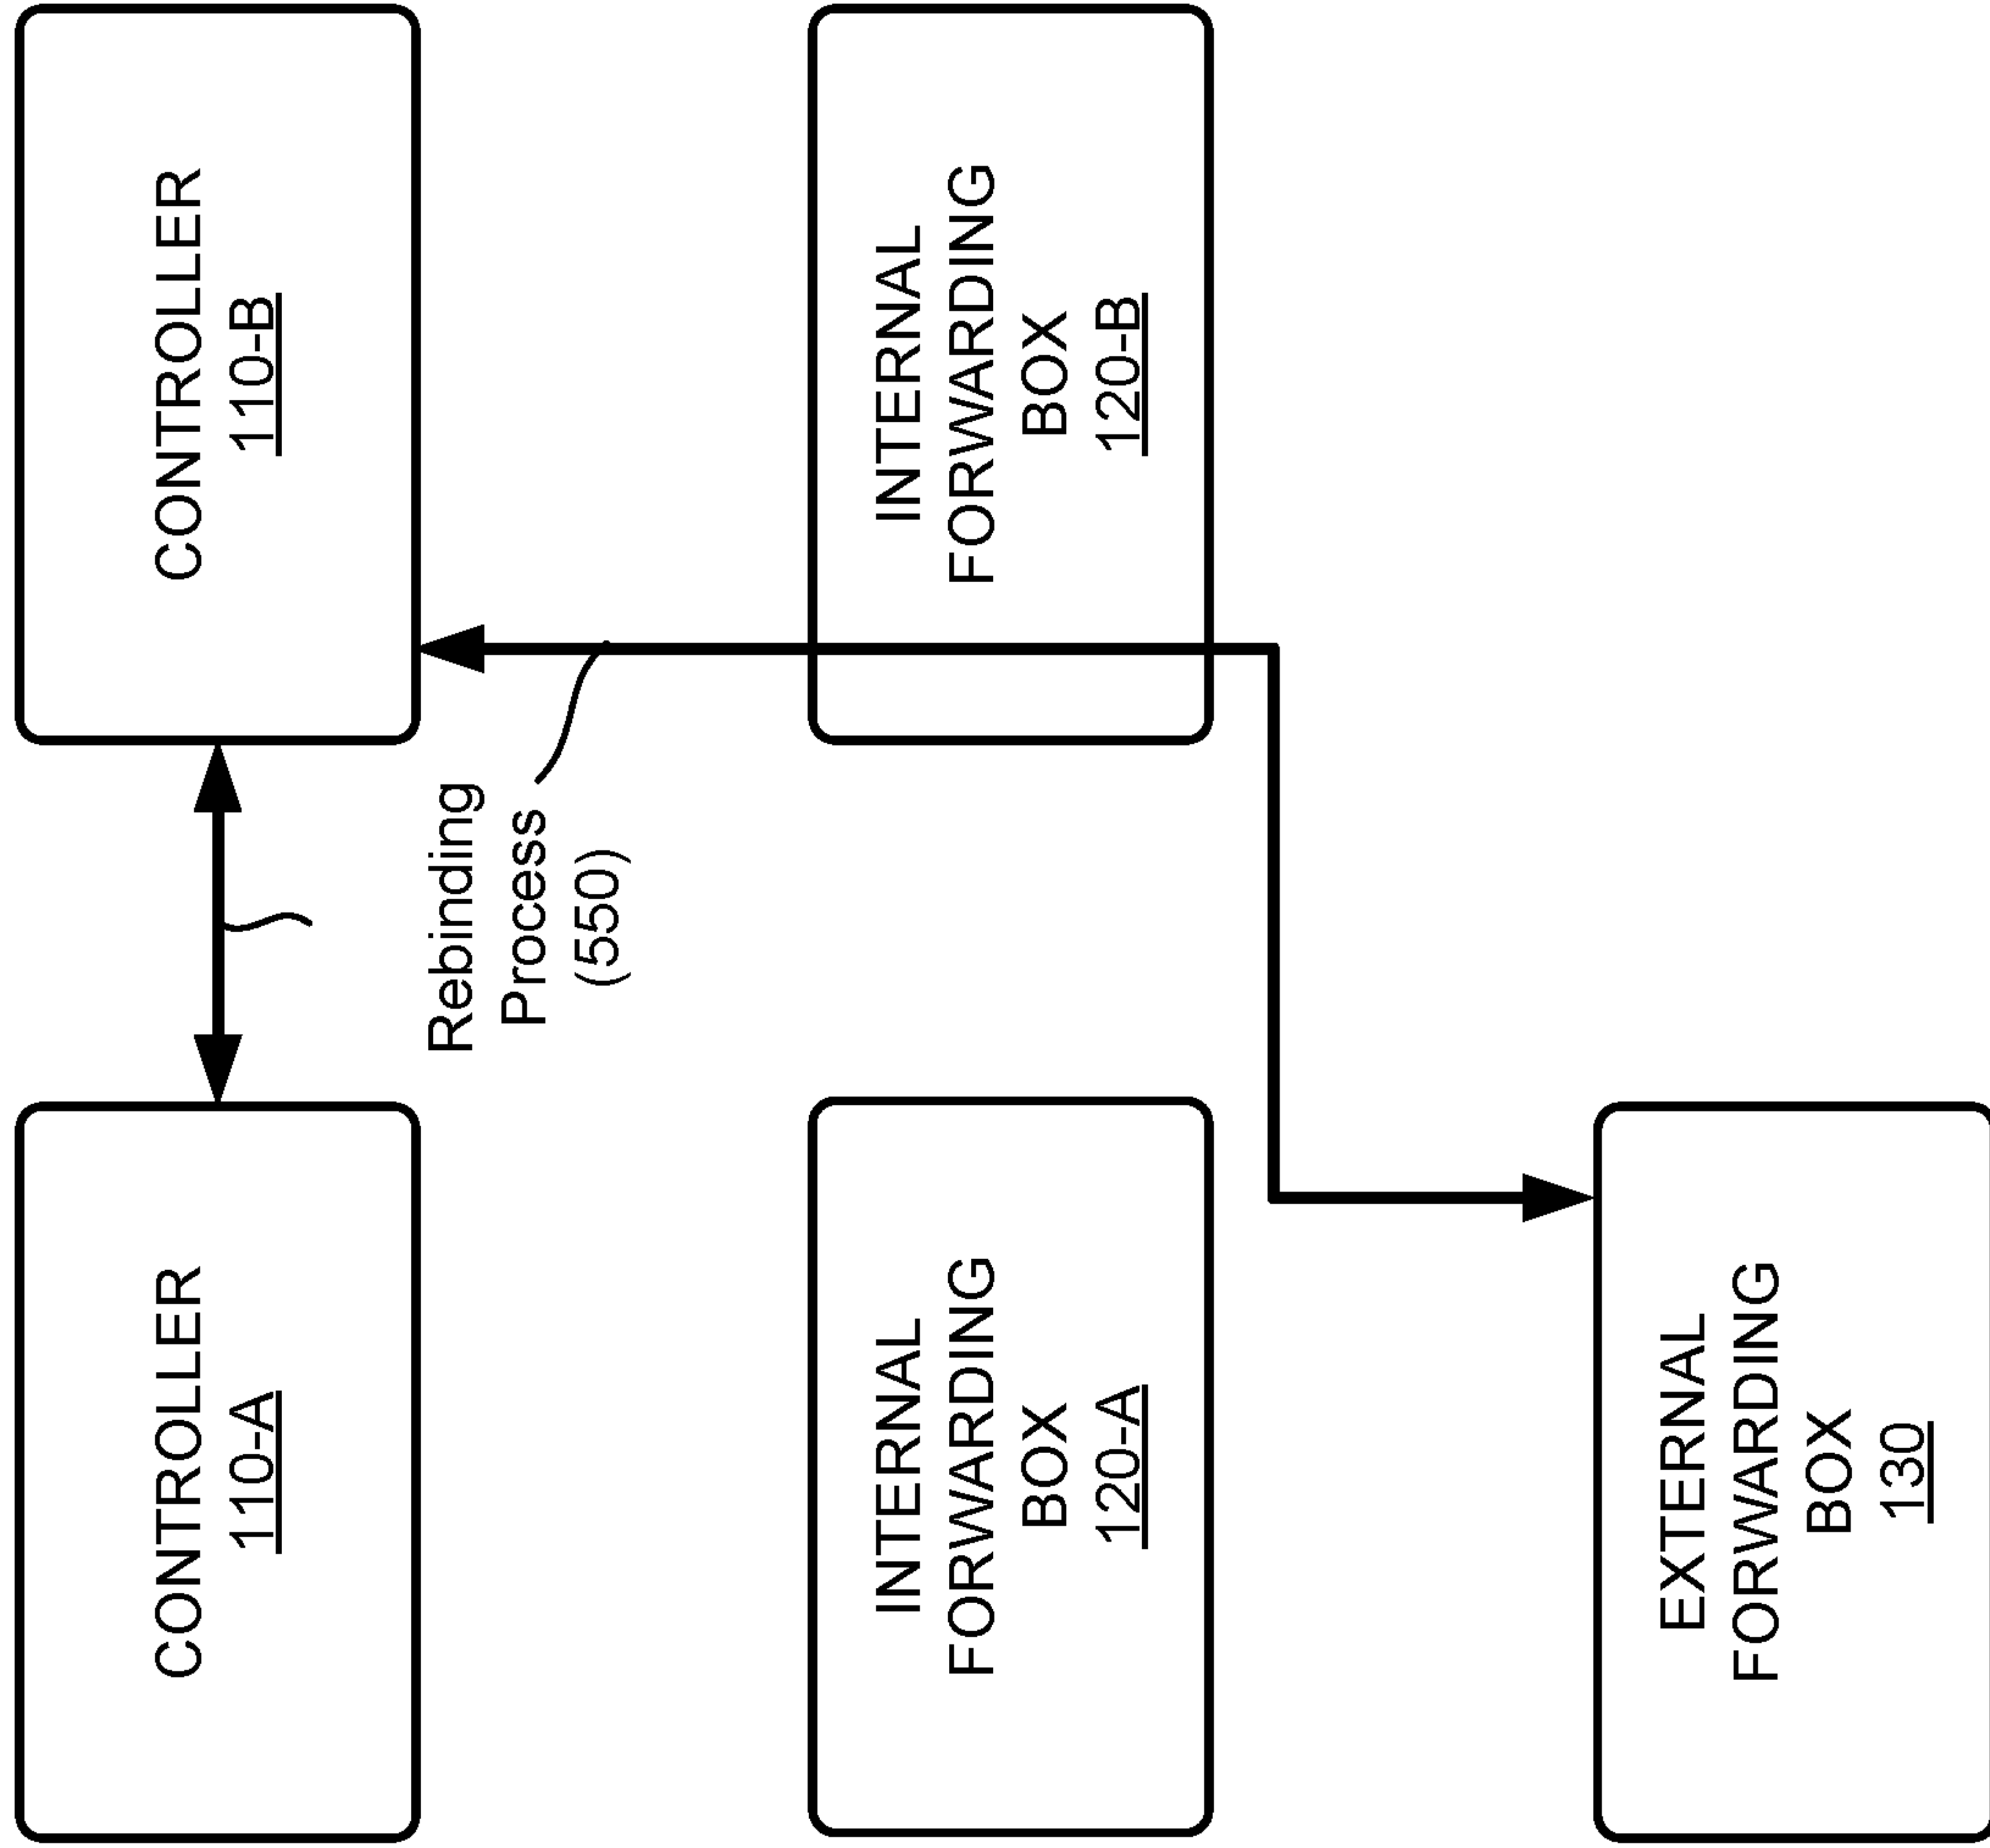 CONTROLLER
110-A
CONTROLLER
110-B
Rebinding
Process
(550)
INTERNAL
FORWARDING
BOX
120-A
INTERNAL
FORWARDING
BOX
120-B
EXTERNAL
FORWARDING
BOX
130